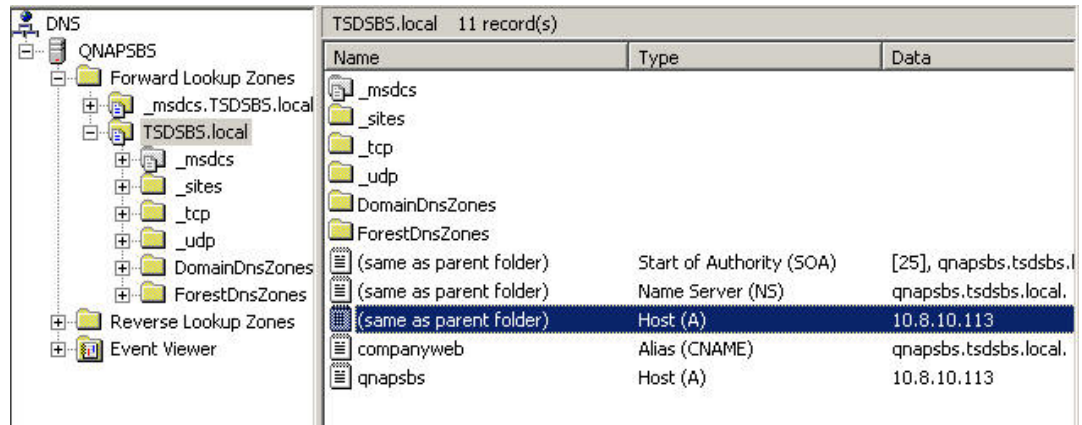 DNS
QNAPSBS
Forward Lookup Zones
_msdcs.TSDSBS.local
TSDSBS.local
_msdcs
_sites
_tcp
_udp
DomainDnsZones
ForestDnsZones
Reverse Lookup Zones
Event Viewer
TSDSBS.local 11 record(s)
Name Type Data
_msdcs
_sites
_tcp
_udp
DomainDnsZones
ForestDnsZones
(same as parent folder) Start of Authority (SOA) [25], qnapsbs.tsdsbs.l
(same as parent folder) Name Server (NS) qnapsbs.tsdsbs.local.
(same as parent folder) Host (A) 10.8.10.113
companyweb Alias (CNAME) qnapsbs.tsdsbs.local.
qnapsbs Host (A) 10.8.10.113